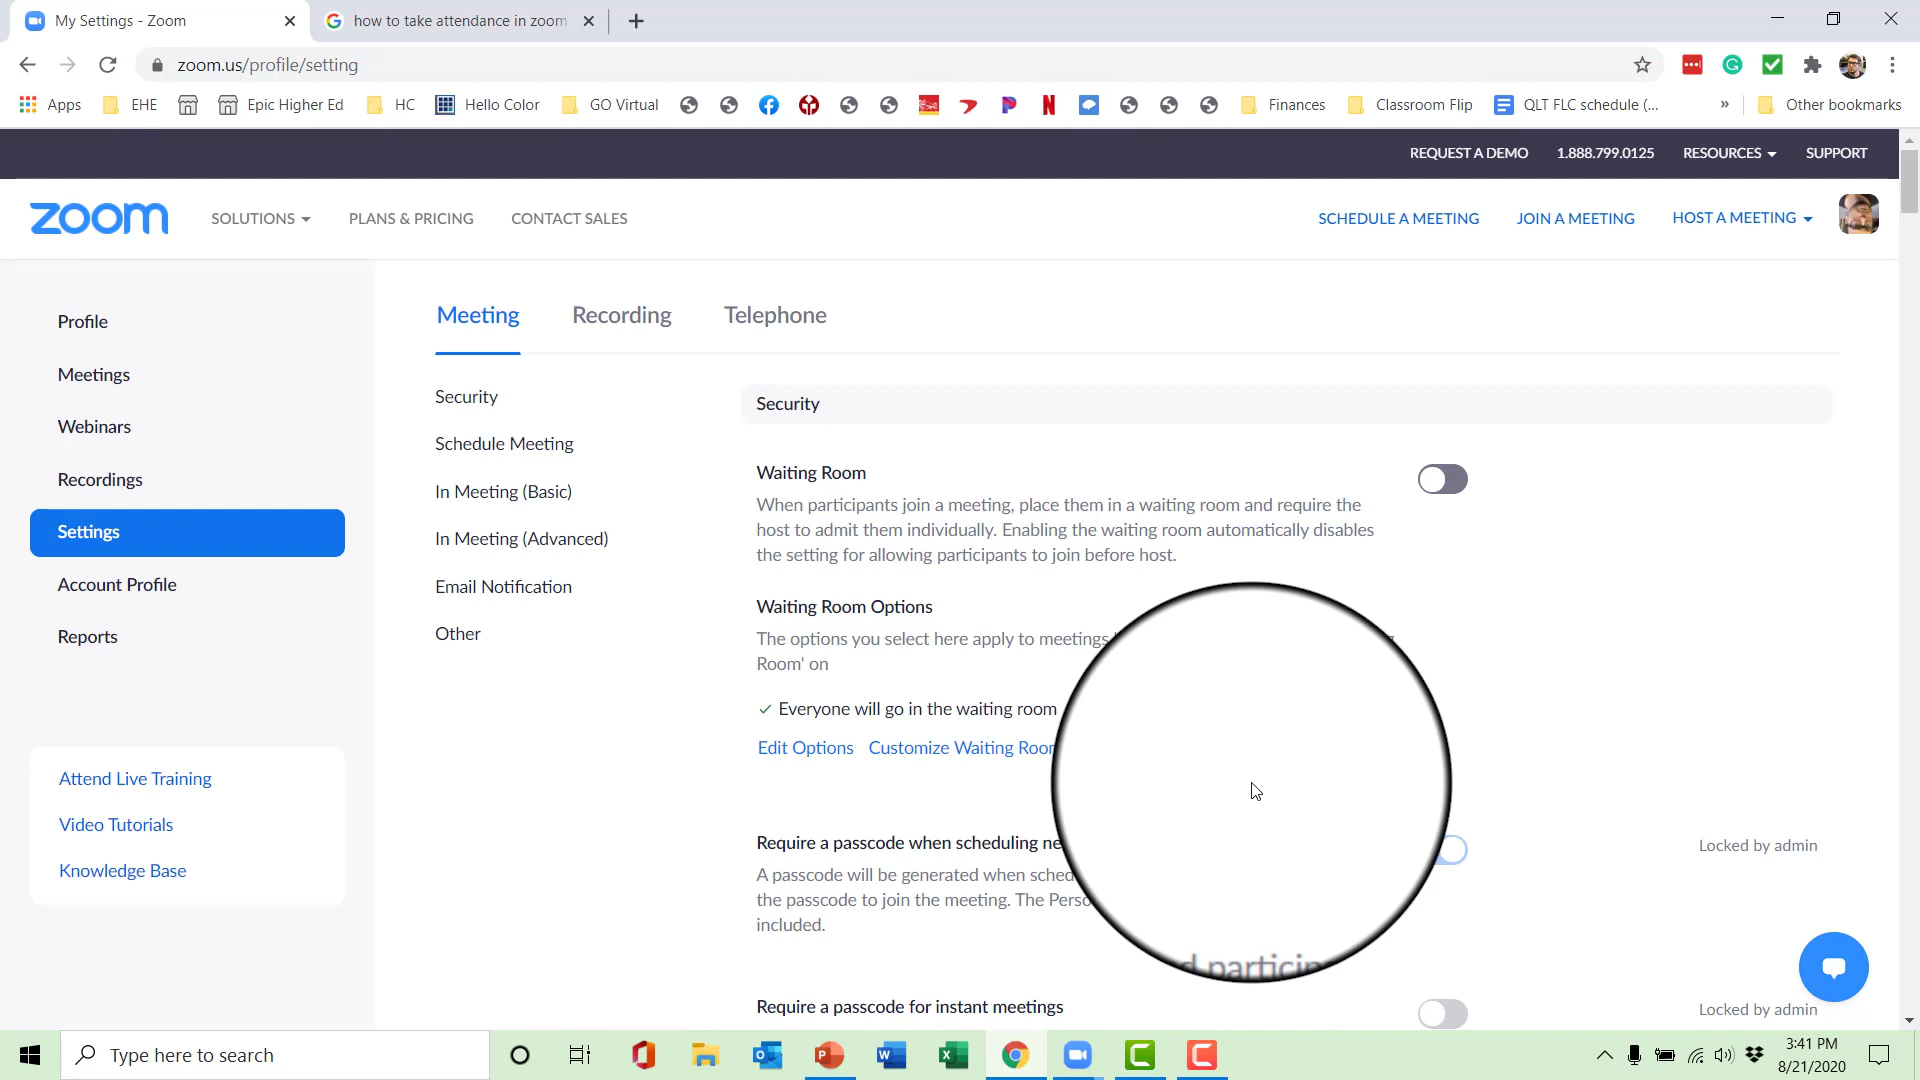 My Settings - Zoom
how to take attendance in zoom
zoom.us/profile/setting
Apps
EHE
Epic Higher Ed
HC
Hello Color
GO Virtual
Finances
Classroom Flip
QLT FLC schedule (...
»
Other bookmarks
REQUEST A DEMO
1.888.799.0125
RESOURCES
SUPPORT
zoom
SOLUTIONS
PLANS & PRICING
CONTACT SALES
SCHEDULE A MEETING
JOIN A MEETING
HOST A MEETING
Profile
Meetings
Webinars
Recordings
Settings
Account Profile
Reports
Attend Live Training
Video Tutorials
Knowledge Base
Meeting
Recording
Telephone
Security
Schedule Meeting
In Meeting (Basic)
In Meeting (Advanced)
Email Notification
Other
Security
Waiting Room
When participants join a meeting, place them in a waiting room and require the
host to admit them individually. Enabling the waiting room automatically disables
the setting for allowing participants to join before host.
Waiting Room Options
The options you select here apply to meetings
Room' on
Everyone will go in the waiting room
Edit Options
Customize Waiting Room
Require a passcode when scheduling
Locked by admin
A passcode will be generated when
the passcode to join the meeting. The
included.
Require a passcode for instant meetings
Locked by admin
Type here to search
3:41 PM
8/21/2020